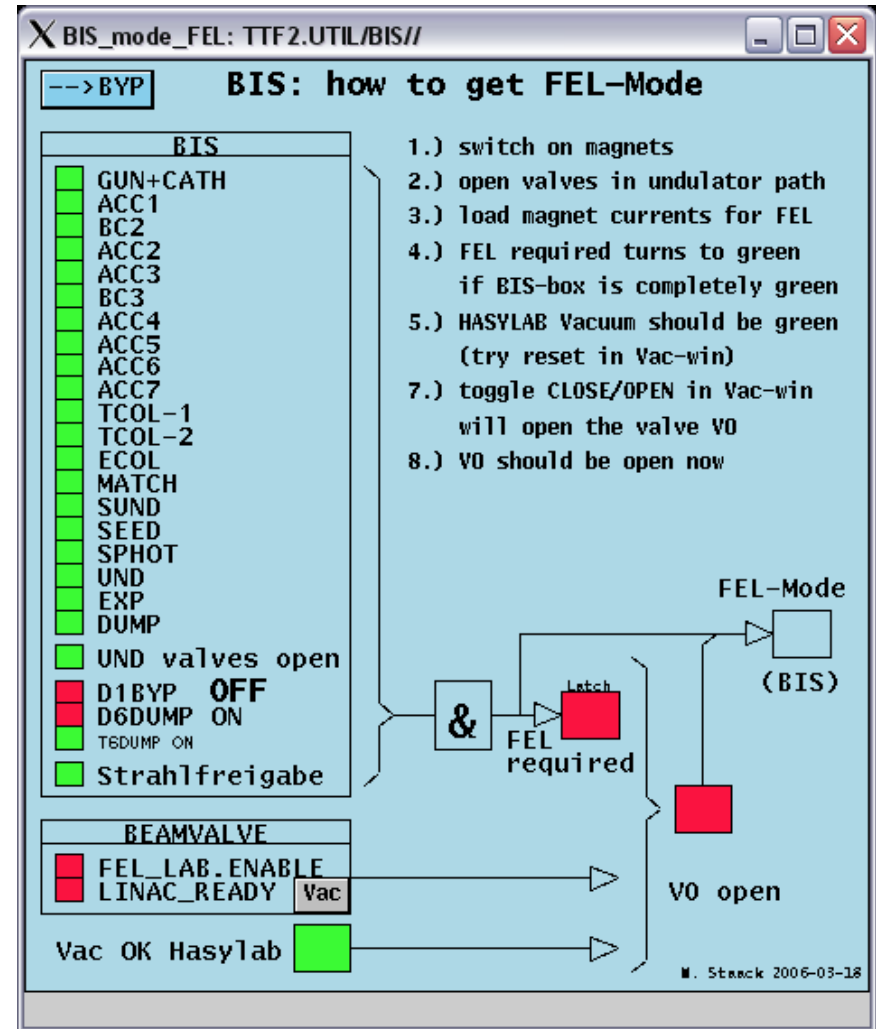 BIS_mode_FEL: TTF2.UTIL/BIS//
-->BYP
BIS: how to get FEL-Mode
BIS
GUN+CATH
ACC1
BC2
ACC2
ACC3
BC3
ACC4
ACC5
ACC6
ACC7
TCOL-1
TCOL-2
ECOL
MATCH
SUND
SEED
SPHOT
UND
EXP
DUMP
UND valves open
D1BYP OFF
D6DUMP ON
T6DUMP ON
Strahlfreigabe
1.) switch on magnets
2.) open valves in undulator path
3.) load magnet currents for FEL
4.) FEL required turns to green
if BIS-box is completely green
5.) HASYLAB Vacuum should be green
(try reset in Vac-win)
7.) toggle CLOSE/OPEN in Vac-win
will open the valve VO
8.) VO should be open now
FEL-Mode
(BIS)
&
Latch
FEL
required
VO open
BEAMVALVE
FEL_LAB.ENABLE
LINAC_READY
Vac
Vac OK Hasylab
2006-03-18